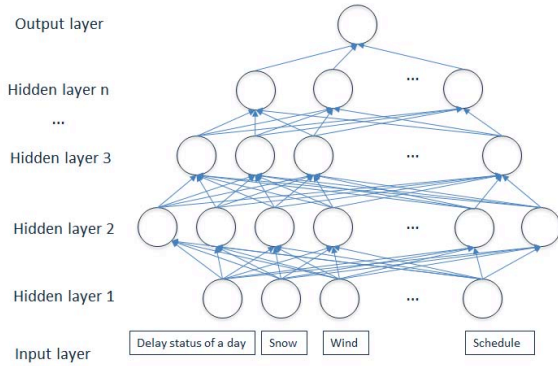 Output layer
Hidden layer n
...
...
Hidden layer 3
...
Hidden layer 2
...
Hidden layer 1
...
Delay status of a day Snow Wind Schedule
Input layer